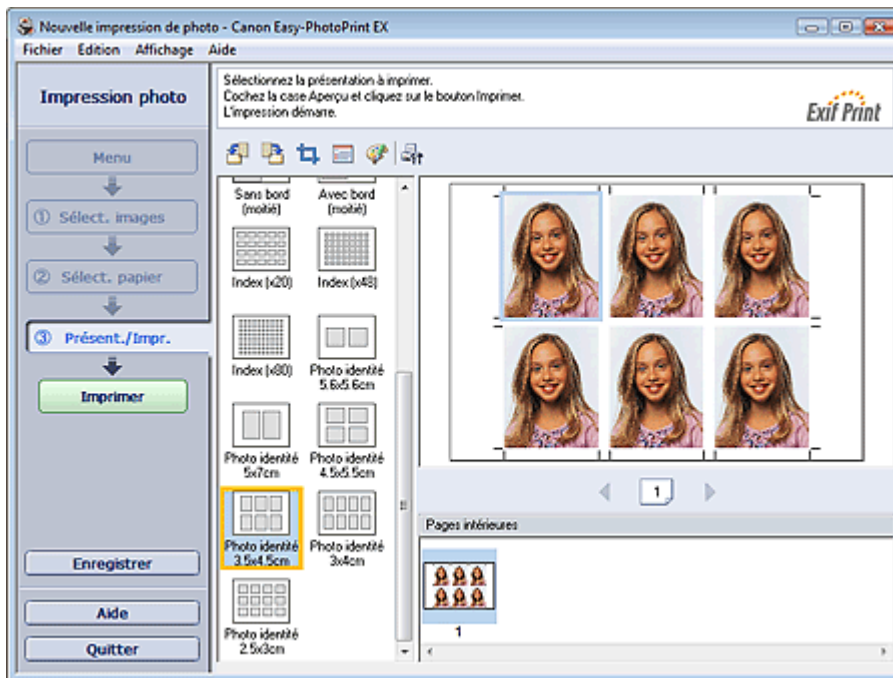 Nouvelle impression de photo - Canon Easy-PhotoPrint EX
Fichier Edition Affichage Aide
Impression photo
Sélectionnez la présentation à imprimer.
Cochez la case Aperçu et cliquez sur le bouton Imprimer.
L'impression démarre.
Exif Print
Menu
① Sélect. images
② Sélect. papier
③ Présent./Impr.
Imprimer
Enregistrer
Aide
Quitter
Sans bord
(moitié)
Avec bord
(moitié)
Index (x20)
Index (x48)
Index (x80)
Photo identité
5.6x5.6cm
Photo identité
5x7cm
Photo identité
4.5x5.5cm
Photo identité
3.5x4.5cm
Photo identité
3x4cm
Photo identité
2.5x3cm
1
Pages intérieures
1